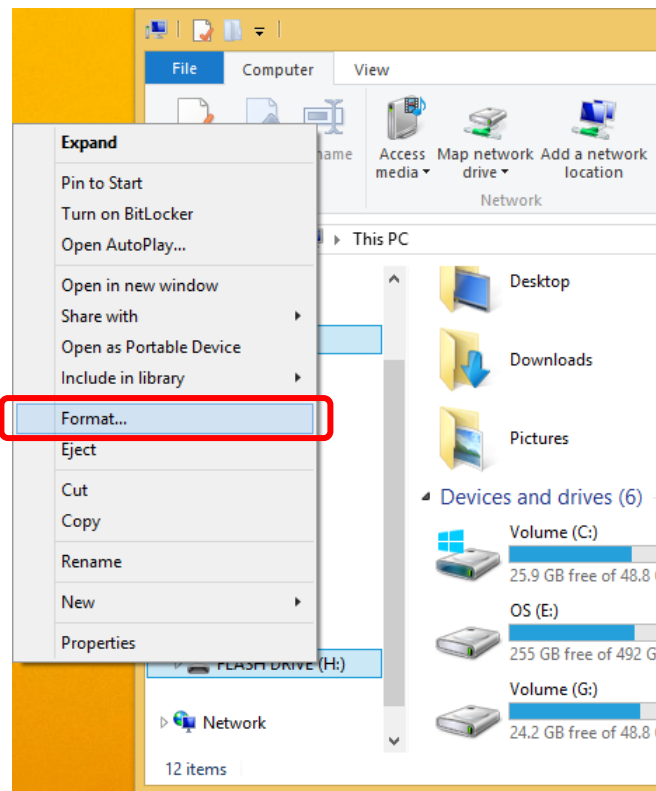 File Computer View
Access media
Map network drive
Add a network location
Network
This PC
Expand
Pin to Start
Turn on BitLocker
Open AutoPlay...
Open in new window
Share with
Open as Portable Device
Include in library
Format...
Eject
Cut
Copy
Rename
New
Properties
FLASH DRIVE (H:)
Network
12 items
Desktop
Downloads
Pictures
Devices and drives (6)
Volume (C:)
25.9 GB free of 48.8
OS (E:)
255 GB free of 492 G
Volume (G:)
24.2 GB free of 48.8